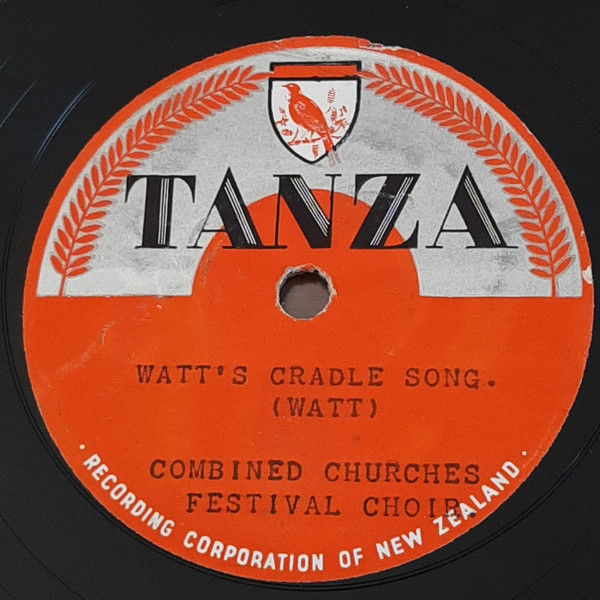 TANZA
WATT'S CRADLE SONG.
(WATT)
COMBINED CHURCHES
FESTIVAL CHOIR.
· RECORDING CORPORATION OF NEW ZEALAND ·